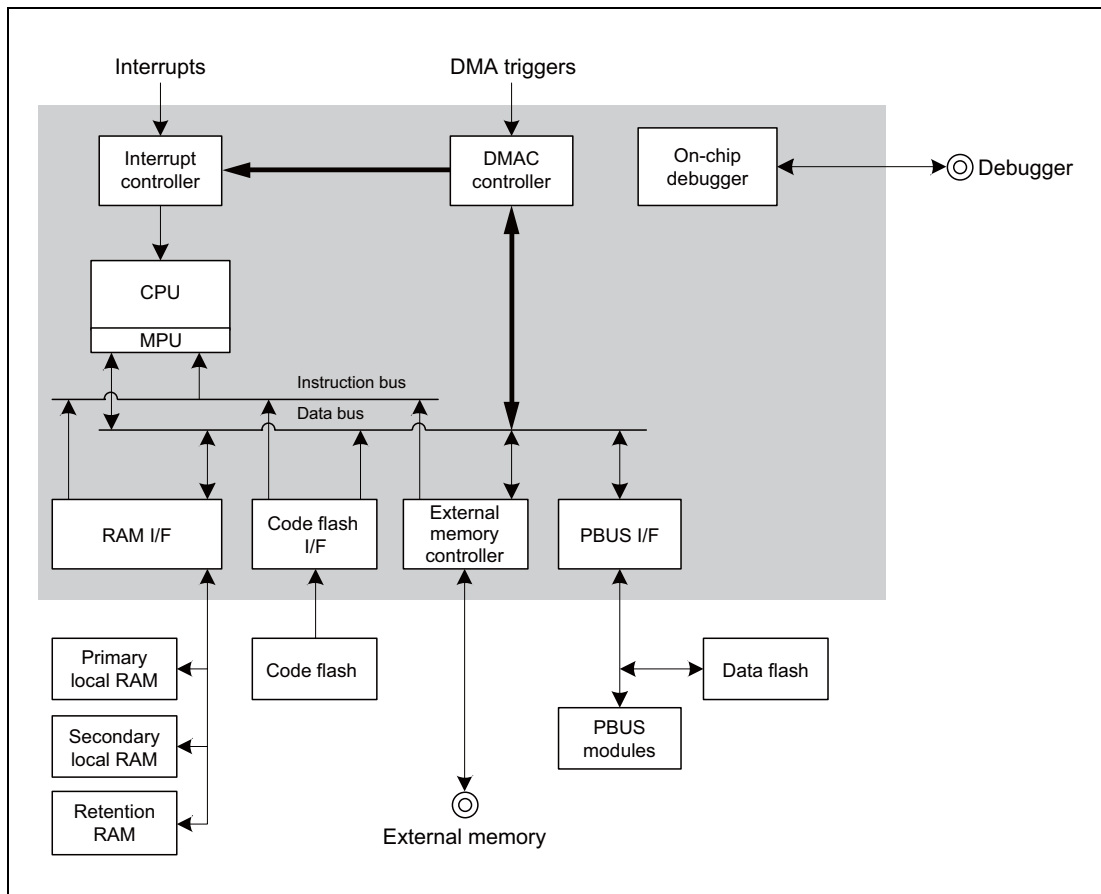 Interrupts
DMA triggers
Interrupt
controller
DMAC
controller
On-chip
debugger
Debugger
CPU
MPU
Instruction bus
Data bus
RAM I/F
Code flash
I/F
External
memory
controller
PBUS I/F
Primary
local RAM
Code flash
Data flash
Secondary
local RAM
PBUS
modules
Retention
RAM
External memory